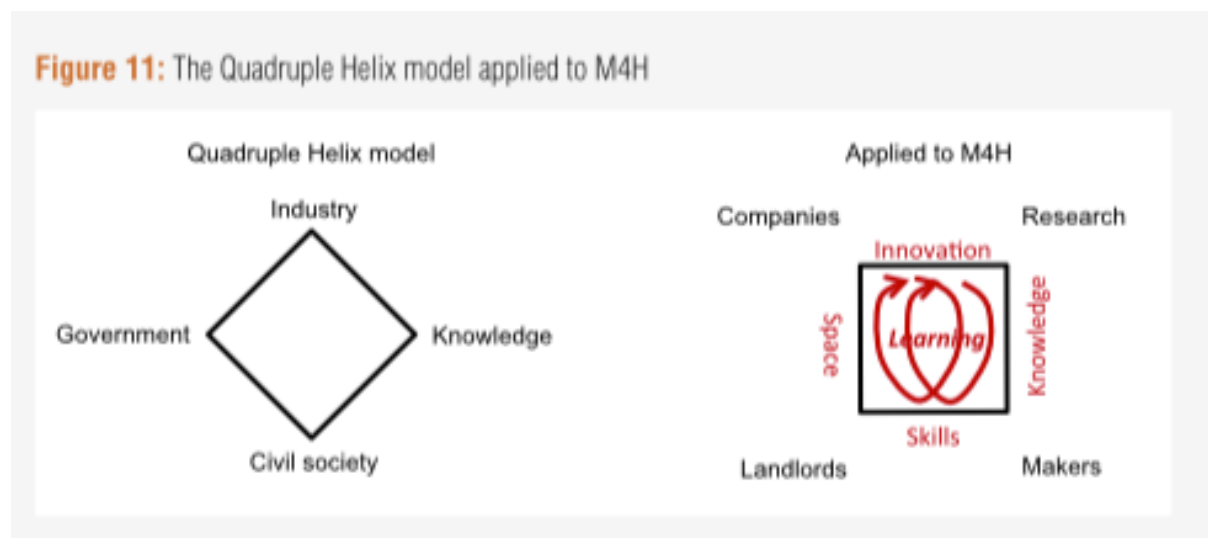 Figure 11: The Quadruple Helix model applied to M4H
Quadruple Helix model
Industry
Government
Knowledge
Civil society
Applied to M4H
Companies
Research
Innovation
Space
Learning
Knowledge
Skills
Landlords
Makers